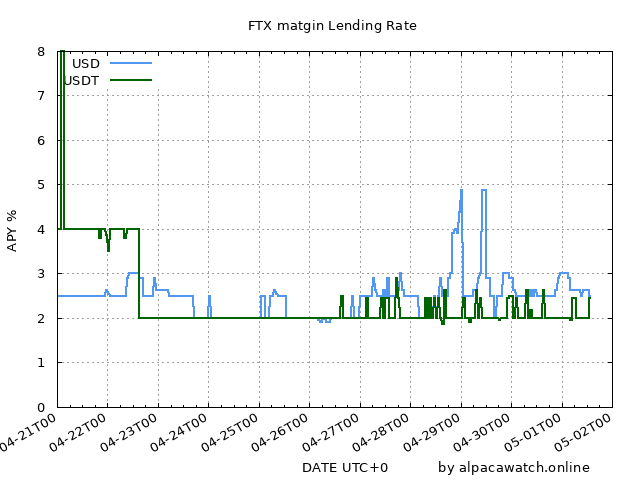 FTX matgin Lending Rate
USD
USDT
8
7
6
5
4
3
2
1
0
APY %
04-21T00
04-22T00
04-23T00
04-24T00
04-25T00
04-26T00
04-27T00
04-28T00
04-29T00
04-30T00
05-01T00
05-02T00
DATE UTC+0
by alpacawatch.online